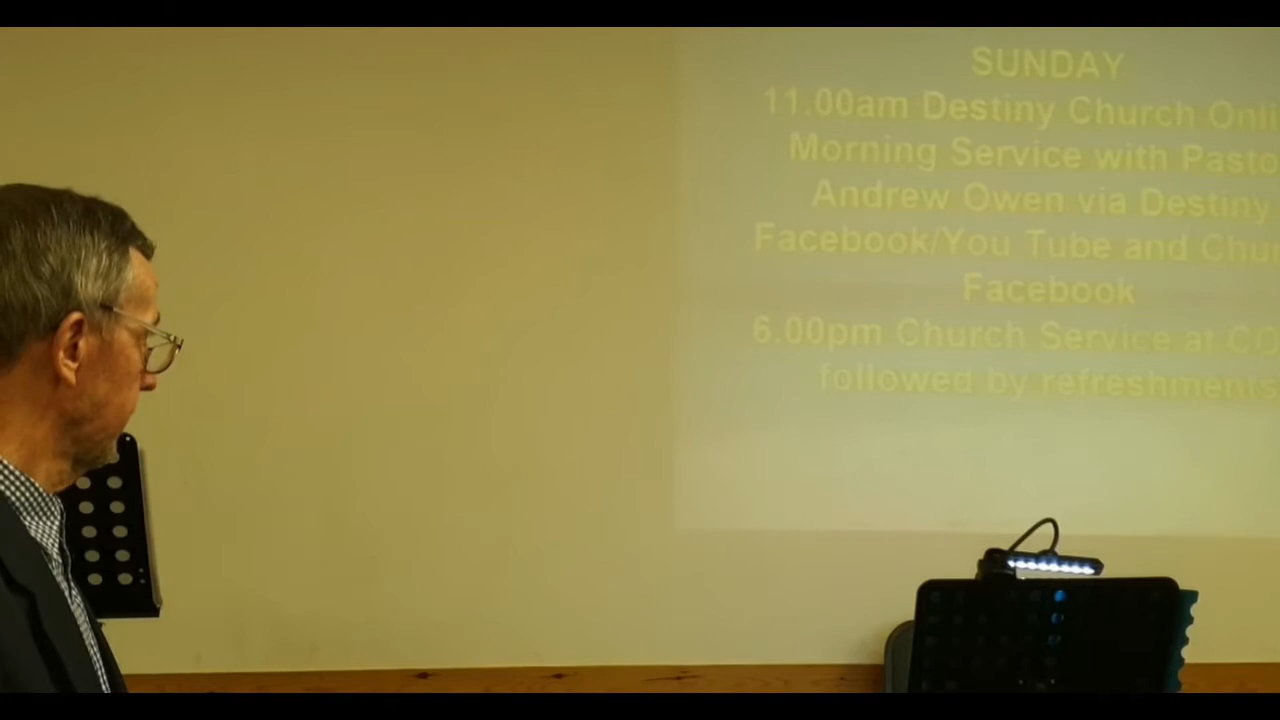 SUNDAY
11.00am Destiny Church
Morning Service with
Andrew Owen via Destiny
Facebook/You Tube and
Facebook
6.00pm Church Service at
followed by refreshments